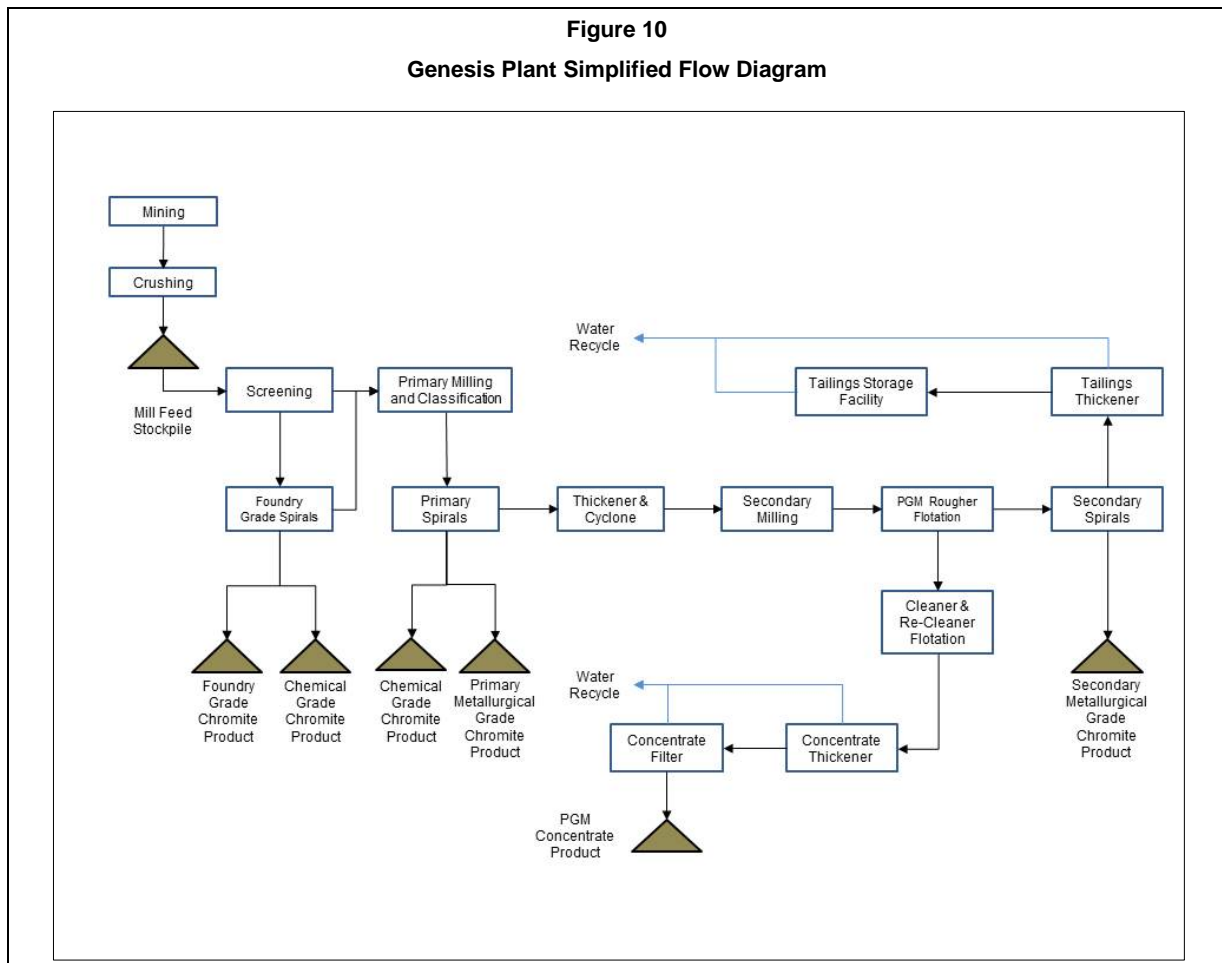 Figure 10
Genesis Plant Simplified Flow Diagram
Mining
Crushing
Mill Feed
Stockpile
Screening
Foundry
Grade Spirals
Primary Milling
and Classification
Primary
Spirals
Thickener &
Cyclone
Secondary
Milling
PGM Rougher
Flotation
Secondary
Spirals
Water
Recycle
Tailings Storage
Facility
Tailings
Thickener
Cleaner &
Re-Cleaner
Flotation
Foundry
Grade
Chromite
Product
Chemical
Grade
Chromite
Product
Chemical
Grade
Chromite
Product
Primary
Metallurgical
Grade
Chromite
Product
Water
Recycle
Concentrate
Filter
Concentrate
Thickener
PGM
Concentrate
Product
Secondary
Metallurgical
Grade
Chromite
Product